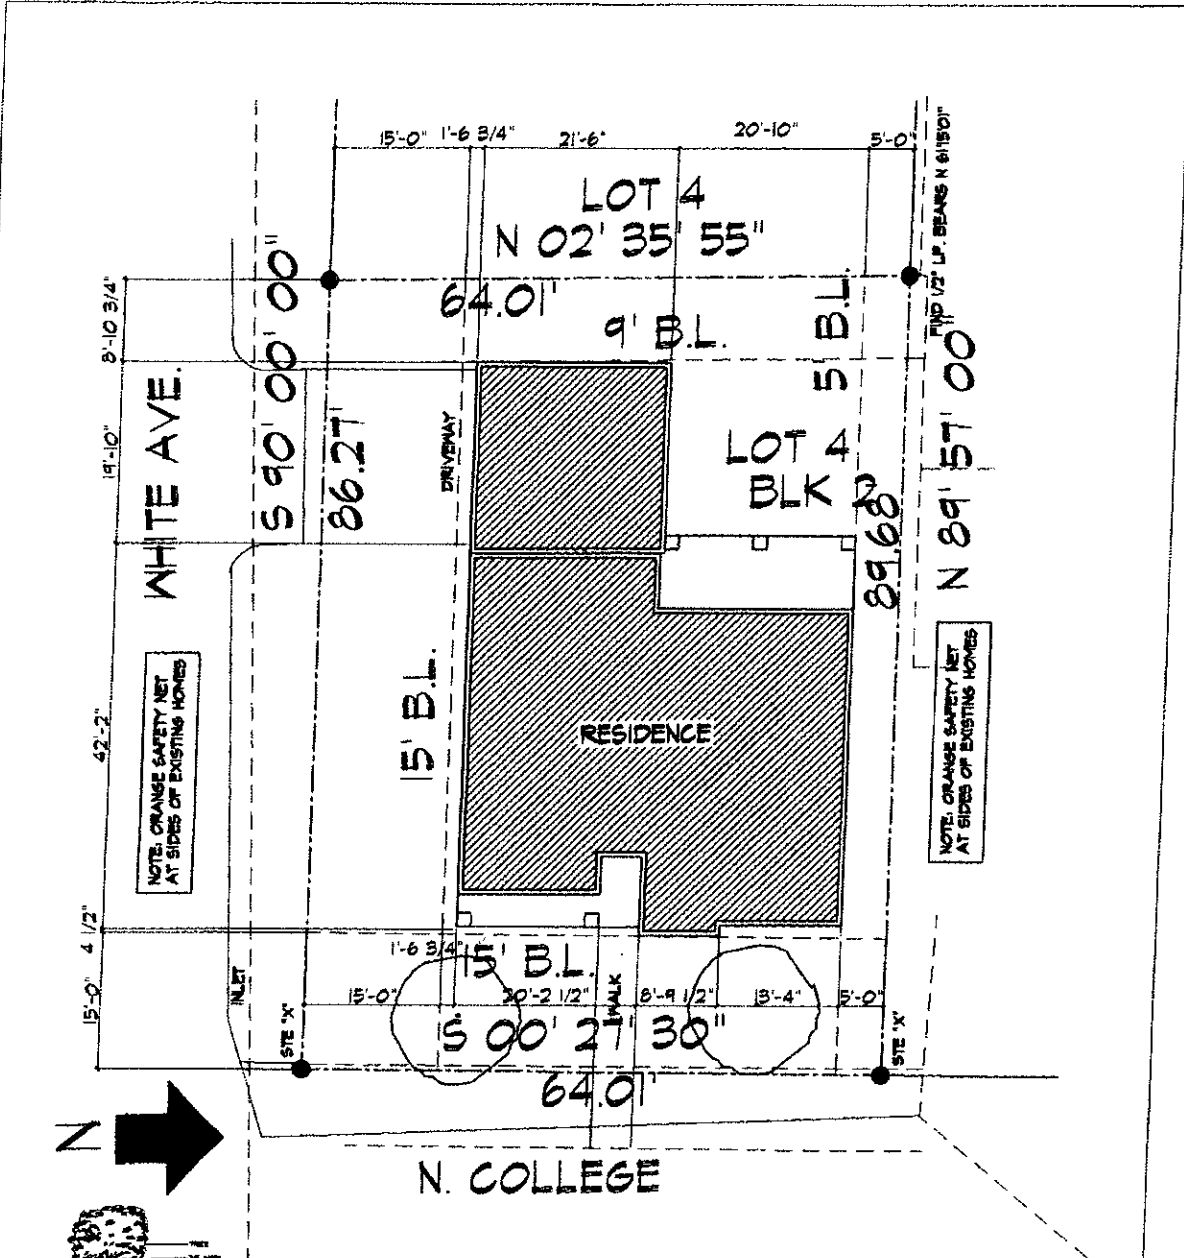 15'-0" 1'-6 3/4" 21'-6" 20'-10" 5'-0"
LOT 4
N 02' 35' 55"
64.01'
9' B.L.
5' B.L.
FIND 1/2" I.P. BEARS
8'-10 3/4"
19'-10"
42'-2"
4 1/2"
15'-0"
WHITE AVE.
S 90' 00' 00"
86.27'
DRIVEWAY
LOT 4
BLK 2
89.68
N 89' 57' 00"
NOTE: ORANGE SAFETY NET
AT SIDES OF EXISTING HOMES
15' B.L.
RESIDENCE
NOTE: ORANGE SAFETY NET
AT SIDES OF EXISTING HOMES
1'-6 3/4"
15' B.L.
INLET
STE "X"
15'-0" 20'-2 1/2" WALK 8'-9 1/2" 13'-4" 5'-0"
STE "X"
S 00' 27' 30"
64.01'
N
N. COLLEGE
TREE